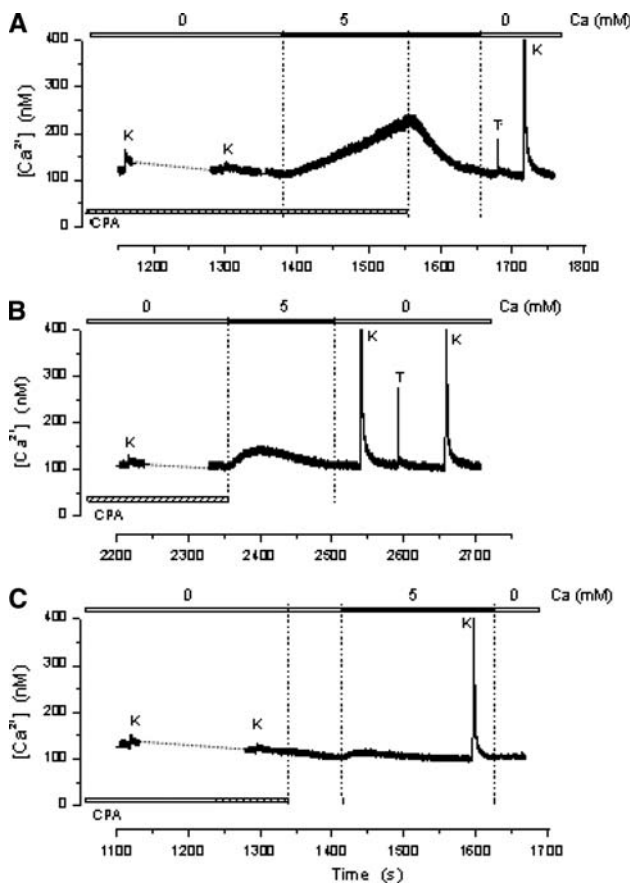 A 0 5 0 Ca (mM)
400
300
200
100
0
[Ca²⁺] (nM)
K K T K
CPA
1200 1300 1400 1500 1600 1700 1800
B 0 5 0 Ca (mM)
400
300
200
100
0
[Ca²⁺] (nM)
K K T K
CPA
2200 2300 2400 2500 2600 2700
C 0 5 0 Ca (mM)
400
300
200
100
0
[Ca²⁺] (nM)
K K K
CPA
1100 1200 1300 1400 1500 1600 1700
Time (s)